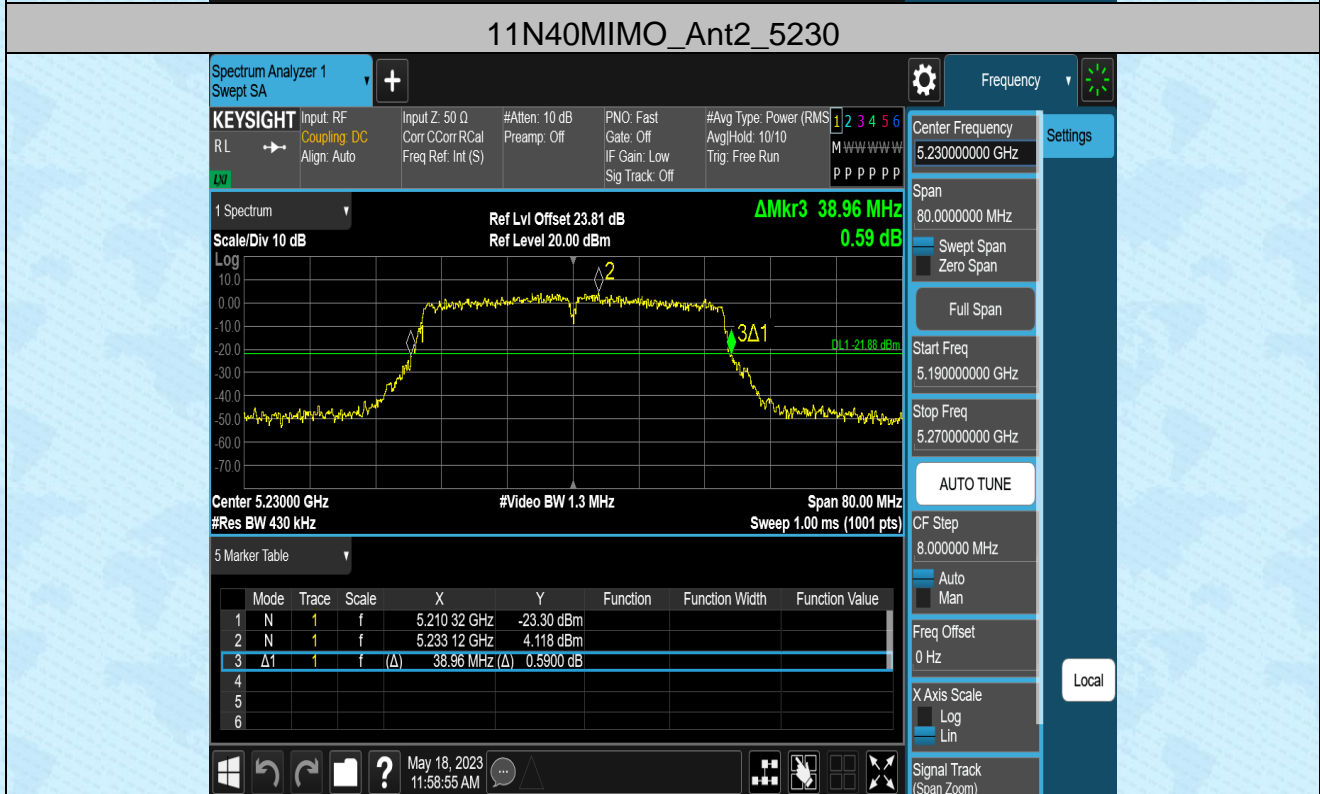 11N40MIMO_Ant2_5230
Spectrum Analyzer 1
Swept SA
Frequency
KEYSIGHT
RL
LXI
Input: RF
Coupling: DC
Align: Auto
Input Z: 50 Ω
Corr CCorr RCal
Freq Ref: Int (S)
#Atten: 10 dB
Preamp: Off
PNO: Fast
Gate: Off
IF Gain: Low
Sig Track: Off
#Avg Type: Power (RMS
Avg|Hold: 10/10
Trig: Free Run
1 2 3 4 5 6
M W W W W W
P P P P P P
1 Spectrum
Scale/Div 10 dB
Ref Lvl Offset 23.81 dB
Ref Level 20.00 dBm
ΔMkr3 38.96 MHz
0.59 dB
Log
10.0
0.00
-10.0
-20.0
-30.0
-40.0
-50.0
-60.0
-70.0
1
2
3Δ1
DL1 -21.88 dBm
Center 5.23000 GHz
#Video BW 1.3 MHz
Span 80.00 MHz
#Res BW 430 kHz
Sweep 1.00 ms (1001 pts)
5 Marker Table
Mode Trace Scale X Y Function Function Width Function Value
1 N 1 f 5.210 32 GHz -23.30 dBm
2 N 1 f 5.233 12 GHz 4.118 dBm
3 Δ1 1 f (Δ) 38.96 MHz (Δ) 0.5900 dB
4
5
6
Center Frequency
5.230000000 GHz
Settings
Span
80.0000000 MHz
Swept Span
Zero Span
Full Span
Start Freq
5.190000000 GHz
Stop Freq
5.270000000 GHz
AUTO TUNE
CF Step
8.000000 MHz
Auto
Man
Freq Offset
0 Hz
X Axis Scale
Log
Lin
Local
Signal Track
(Span Zoom)
?
May 18, 2023
11:58:55 AM